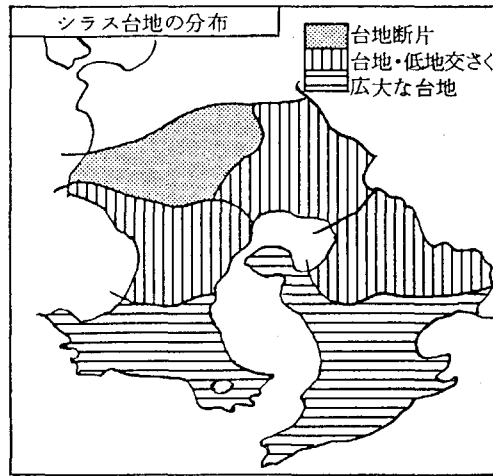 シラス台地の分布
台地断片
台地・低地交さく
広大な台地